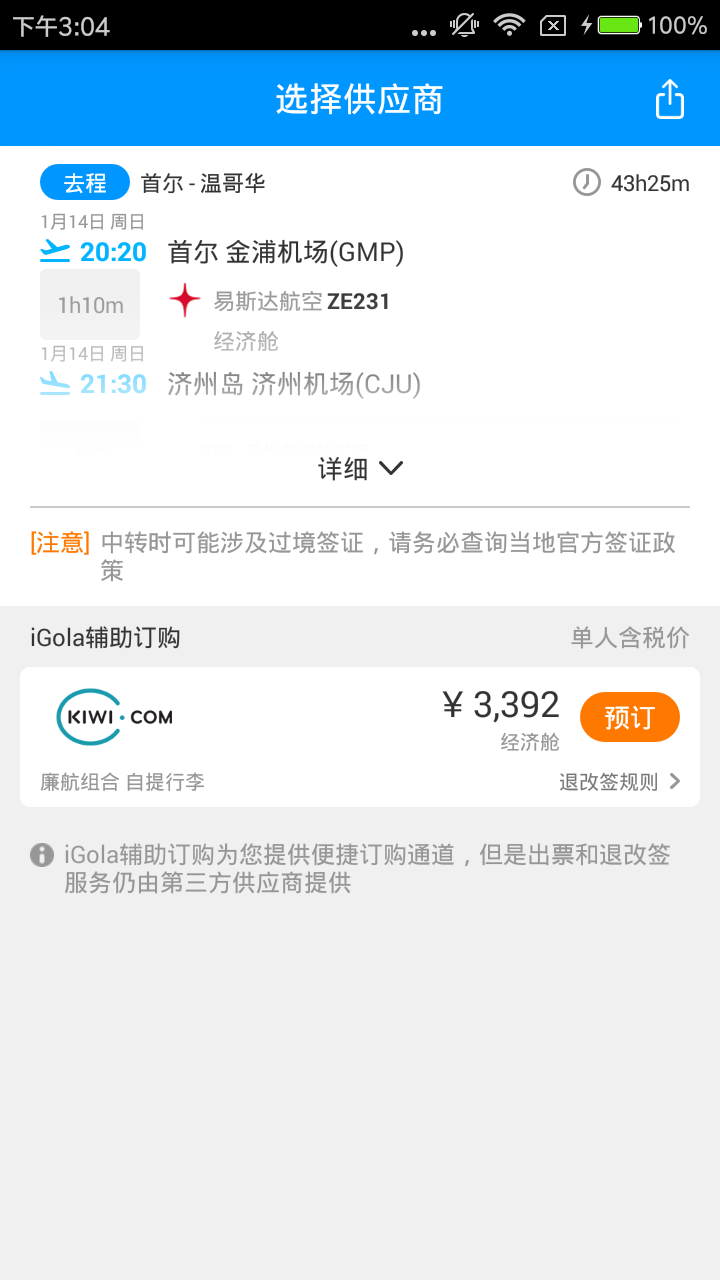 下午3:04 ... 100%
选择供应商
去程 首尔 - 温哥华 43h25m
1月14日 周日
20:20 首尔 金浦机场(GMP)
1h10m 易斯达航空 ZE231
经济舱
1月14日 周日
21:30 济州岛 济州机场(CJU)
详细
[注意] 中转时可能涉及过境签证，请务必查询当地官方签证政
策
iGola辅助订购 单人含税价
KIWI.COM ¥ 3,392 预订
经济舱
廉航组合 自提行李 退改签规则
iGola辅助订购为您提供便捷订购通道，但是出票和退改签
服务仍由第三方供应商提供